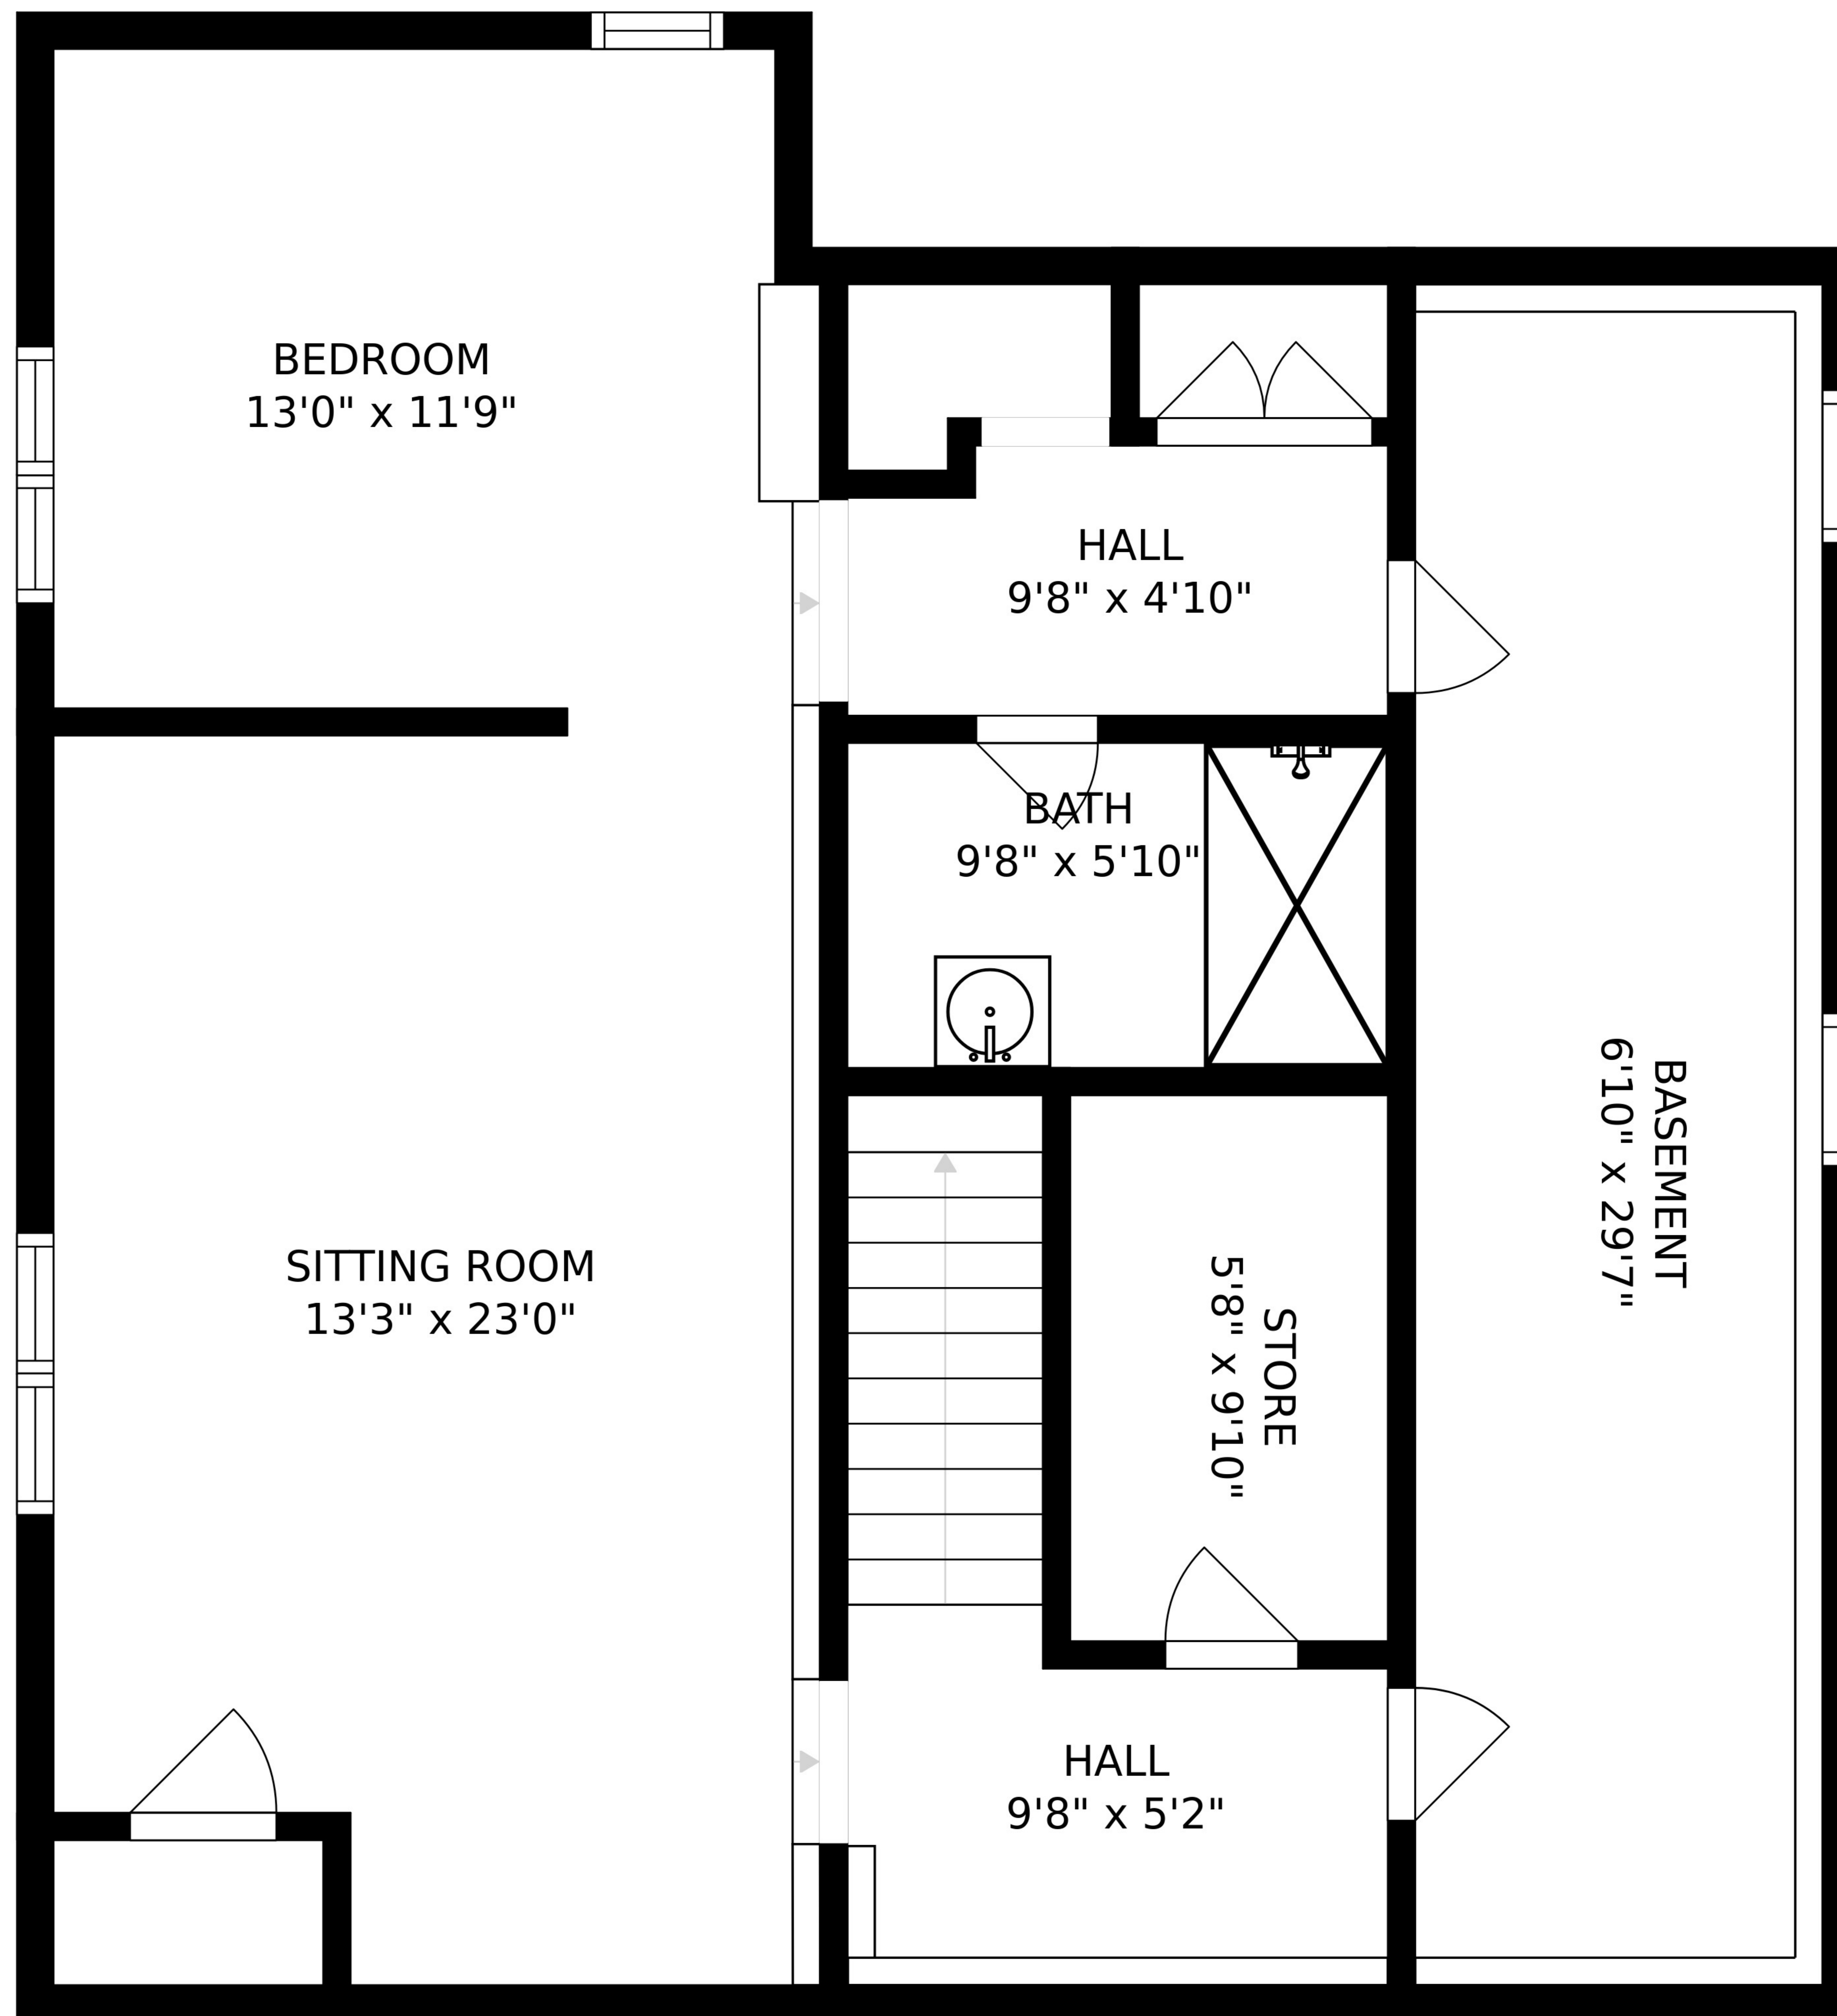 BEDROOM
13'0" x 11'9"
HALL
9'8" x 4'10"
BATH
9'8" x 5'10"
BASEMENT
6'10" x 29'7"
SITTING ROOM
13'3" x 23'0"
STORE
5'8" x 9'10"
HALL
9'8" x 5'2"